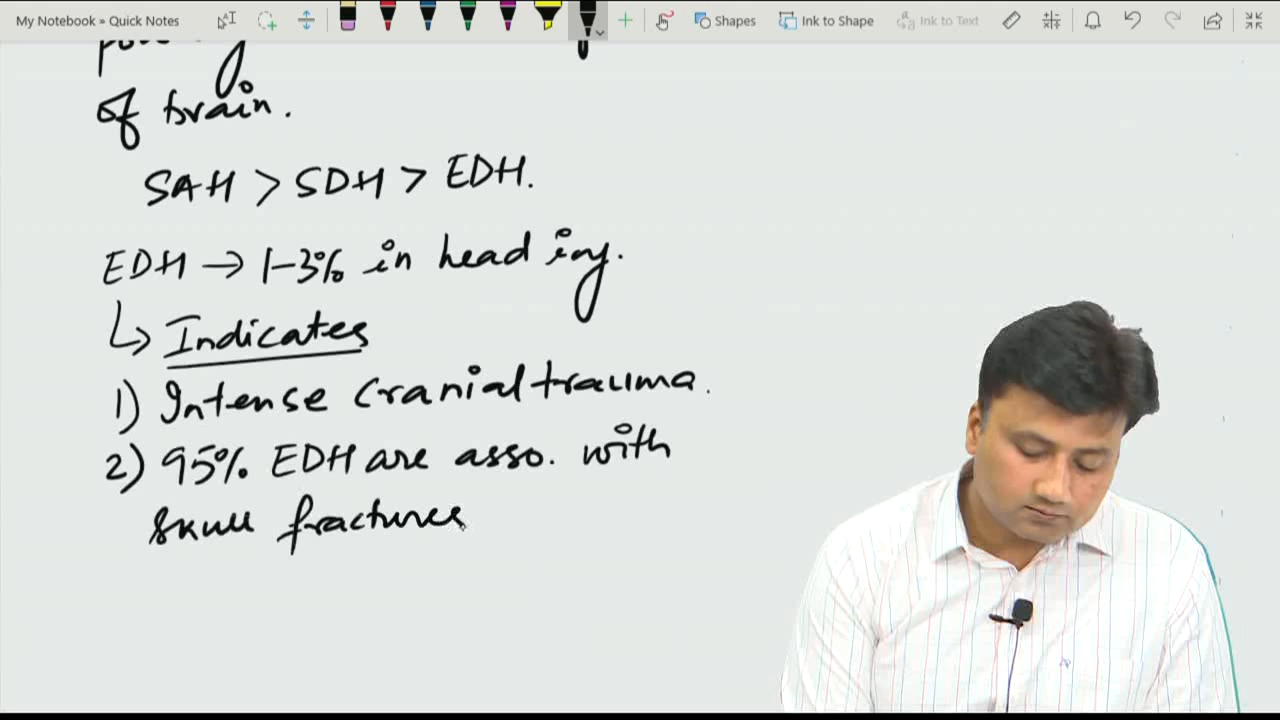 My Notebook » Quick Notes Shapes Ink to Shape Ink to Text
of brain.
SAH > SDH > EDH.
EDH → 1-3% in head inj.
↳ Indicates
1) Intense Cranial trauma.
2) 95% EDH are asso. with
skull fractures